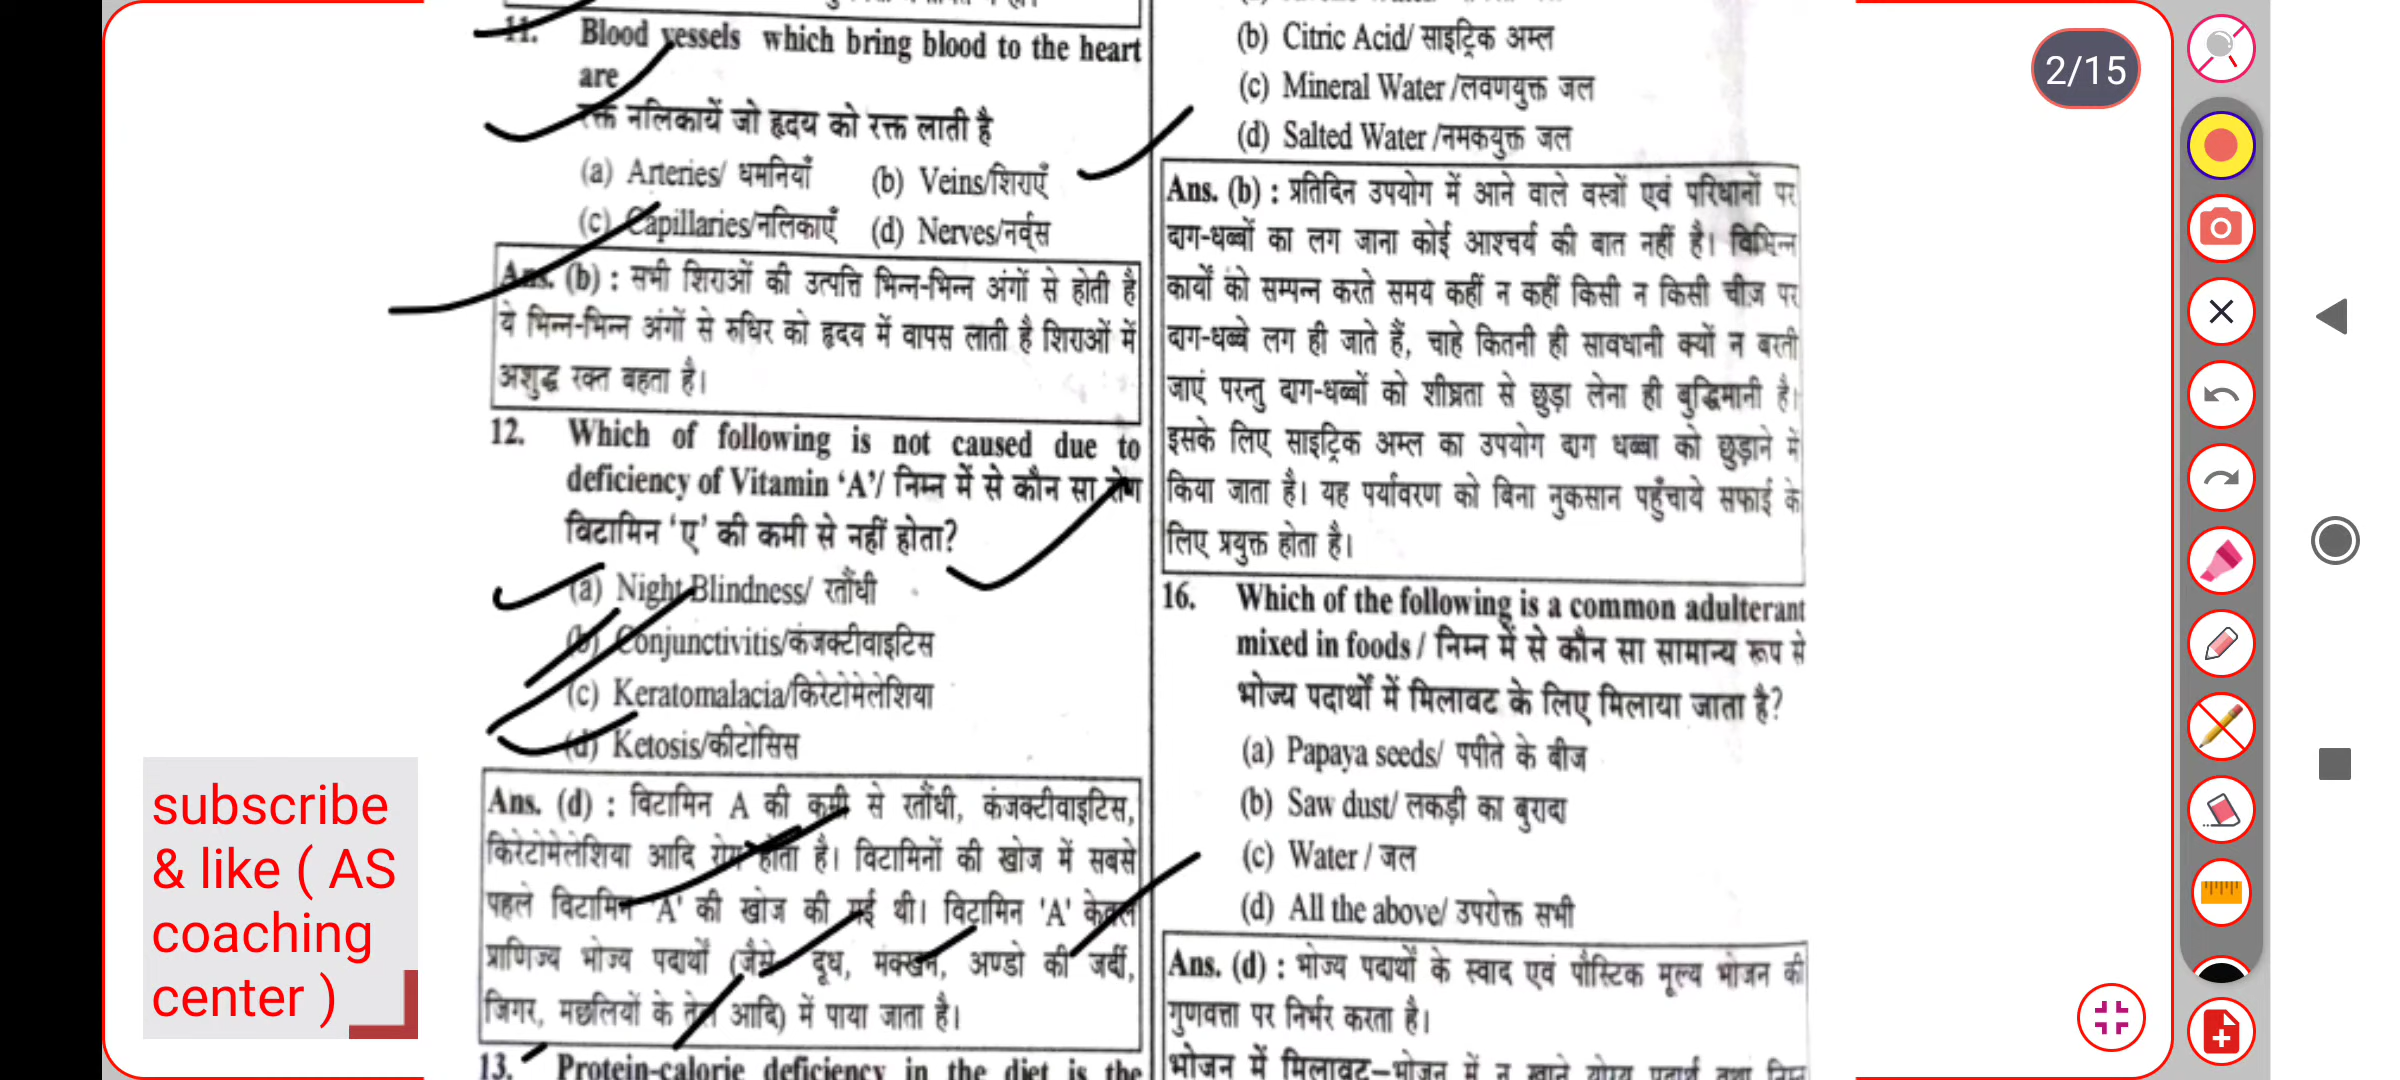 11. Blood vessels which bring blood to the heart
are
रक्त नलिकायें जो हृदय को रक्त लाती है
(a) Arteries/ धमनियाँ (b) Veins/शिराएँ
(c) Capillaries/नलिकाएँ (d) Nerves/नर्व्स
Ans. (b) : सभी शिराओं की उत्पत्ति भिन्न-भिन्न अंगों से होती है
ये भिन्न-भिन्न अंगों से रुधिर को हृदय में वापस लाती है शिराओं में
अशुद्ध रक्त बहता है।
12. Which of following is not caused due to
deficiency of Vitamin ‘A’/ निम्न में से कौन सा रोग
विटामिन ‘ए’ की कमी से नहीं होता?
(a) Night Blindness/ रतौंधी
(b) Conjunctivitis/कंजक्टीवाइटिस
(c) Keratomalacia/किरेटोमेलेशिया
(d) Ketosis/कीटोसिस
Ans. (d) : विटामिन A की कमी से रतौंधी, कंजक्टीवाइटिस,
किरेटोमेलेशिया आदि रोग होता है। विटामिनों की खोज में सबसे
पहले विटामिन 'A' की खोज की गई थी। विटामिन 'A' केवल
प्राणिज्य भोज्य पदार्थों (जैसे दूध, मक्खन, अण्डो की जर्दी,
जिगर, मछलियों के तेल आदि) में पाया जाता है।
13. Protein-calorie deficiency in the diet is the
(b) Citric Acid/ साइट्रिक अम्ल
(c) Mineral Water /लवणयुक्त जल
(d) Salted Water /नमकयुक्त जल
Ans. (b) : प्रतिदिन उपयोग में आने वाले वस्त्रों एवं परिधानों पर
दाग-धब्बों का लग जाना कोई आश्चर्य की बात नहीं है। विभिन्न
कार्यों को सम्पन्न करते समय कहीं न कहीं किसी न किसी चीज़ पर
दाग-धब्बे लग ही जाते हैं, चाहे कितनी ही सावधानी क्यों न बरती
जाएं परन्तु दाग-धब्बों को शीघ्रता से छुड़ा लेना ही बुद्धिमानी है।
इसके लिए साइट्रिक अम्ल का उपयोग दाग धब्बा को छुड़ाने में
किया जाता है। यह पर्यावरण को बिना नुकसान पहुँचाये सफाई के
लिए प्रयुक्त होता है।
16. Which of the following is a common adulterant
mixed in foods / निम्न में से कौन सा सामान्य रूप से
भोज्य पदार्थों में मिलावट के लिए मिलाया जाता है?
(a) Papaya seeds/ पपीते के बीज
(b) Saw dust/ लकड़ी का बुरादा
(c) Water / जल
(d) All the above/ उपरोक्त सभी
Ans. (d) : भोज्य पदार्थों के स्वाद एवं पौस्टिक मूल्य भोजन की
गुणवत्ता पर निर्भर करता है।
भोजन में मिलावट–भोजन में न खाने योग्य पदार्थ तथा निम्न
2/15
subscribe
& like ( AS
coaching
center )